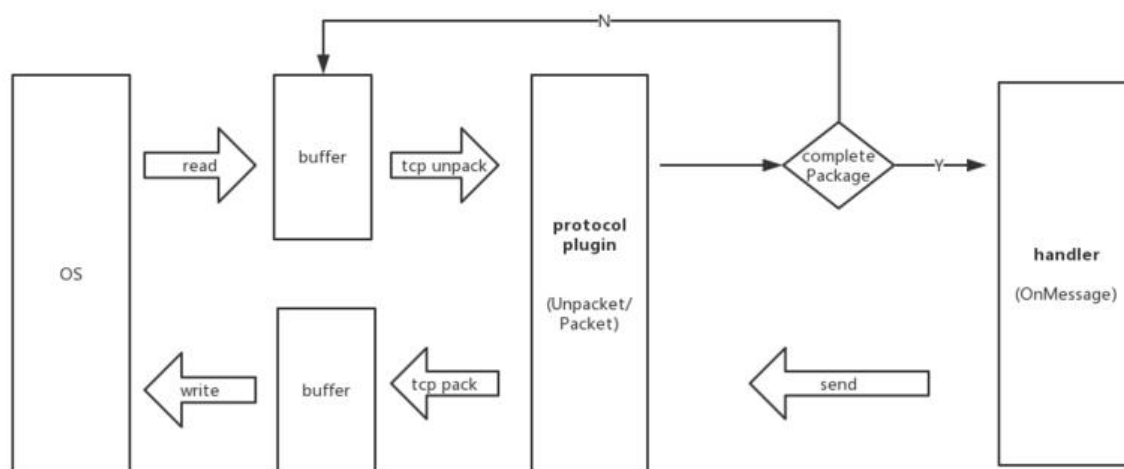 N
read
buffer
tcp unpack
complete
Package
Y
protocol
plugin
(Unpacket/
Packet)
OS
handler
(OnMessage)
write
buffer
tcp pack
send